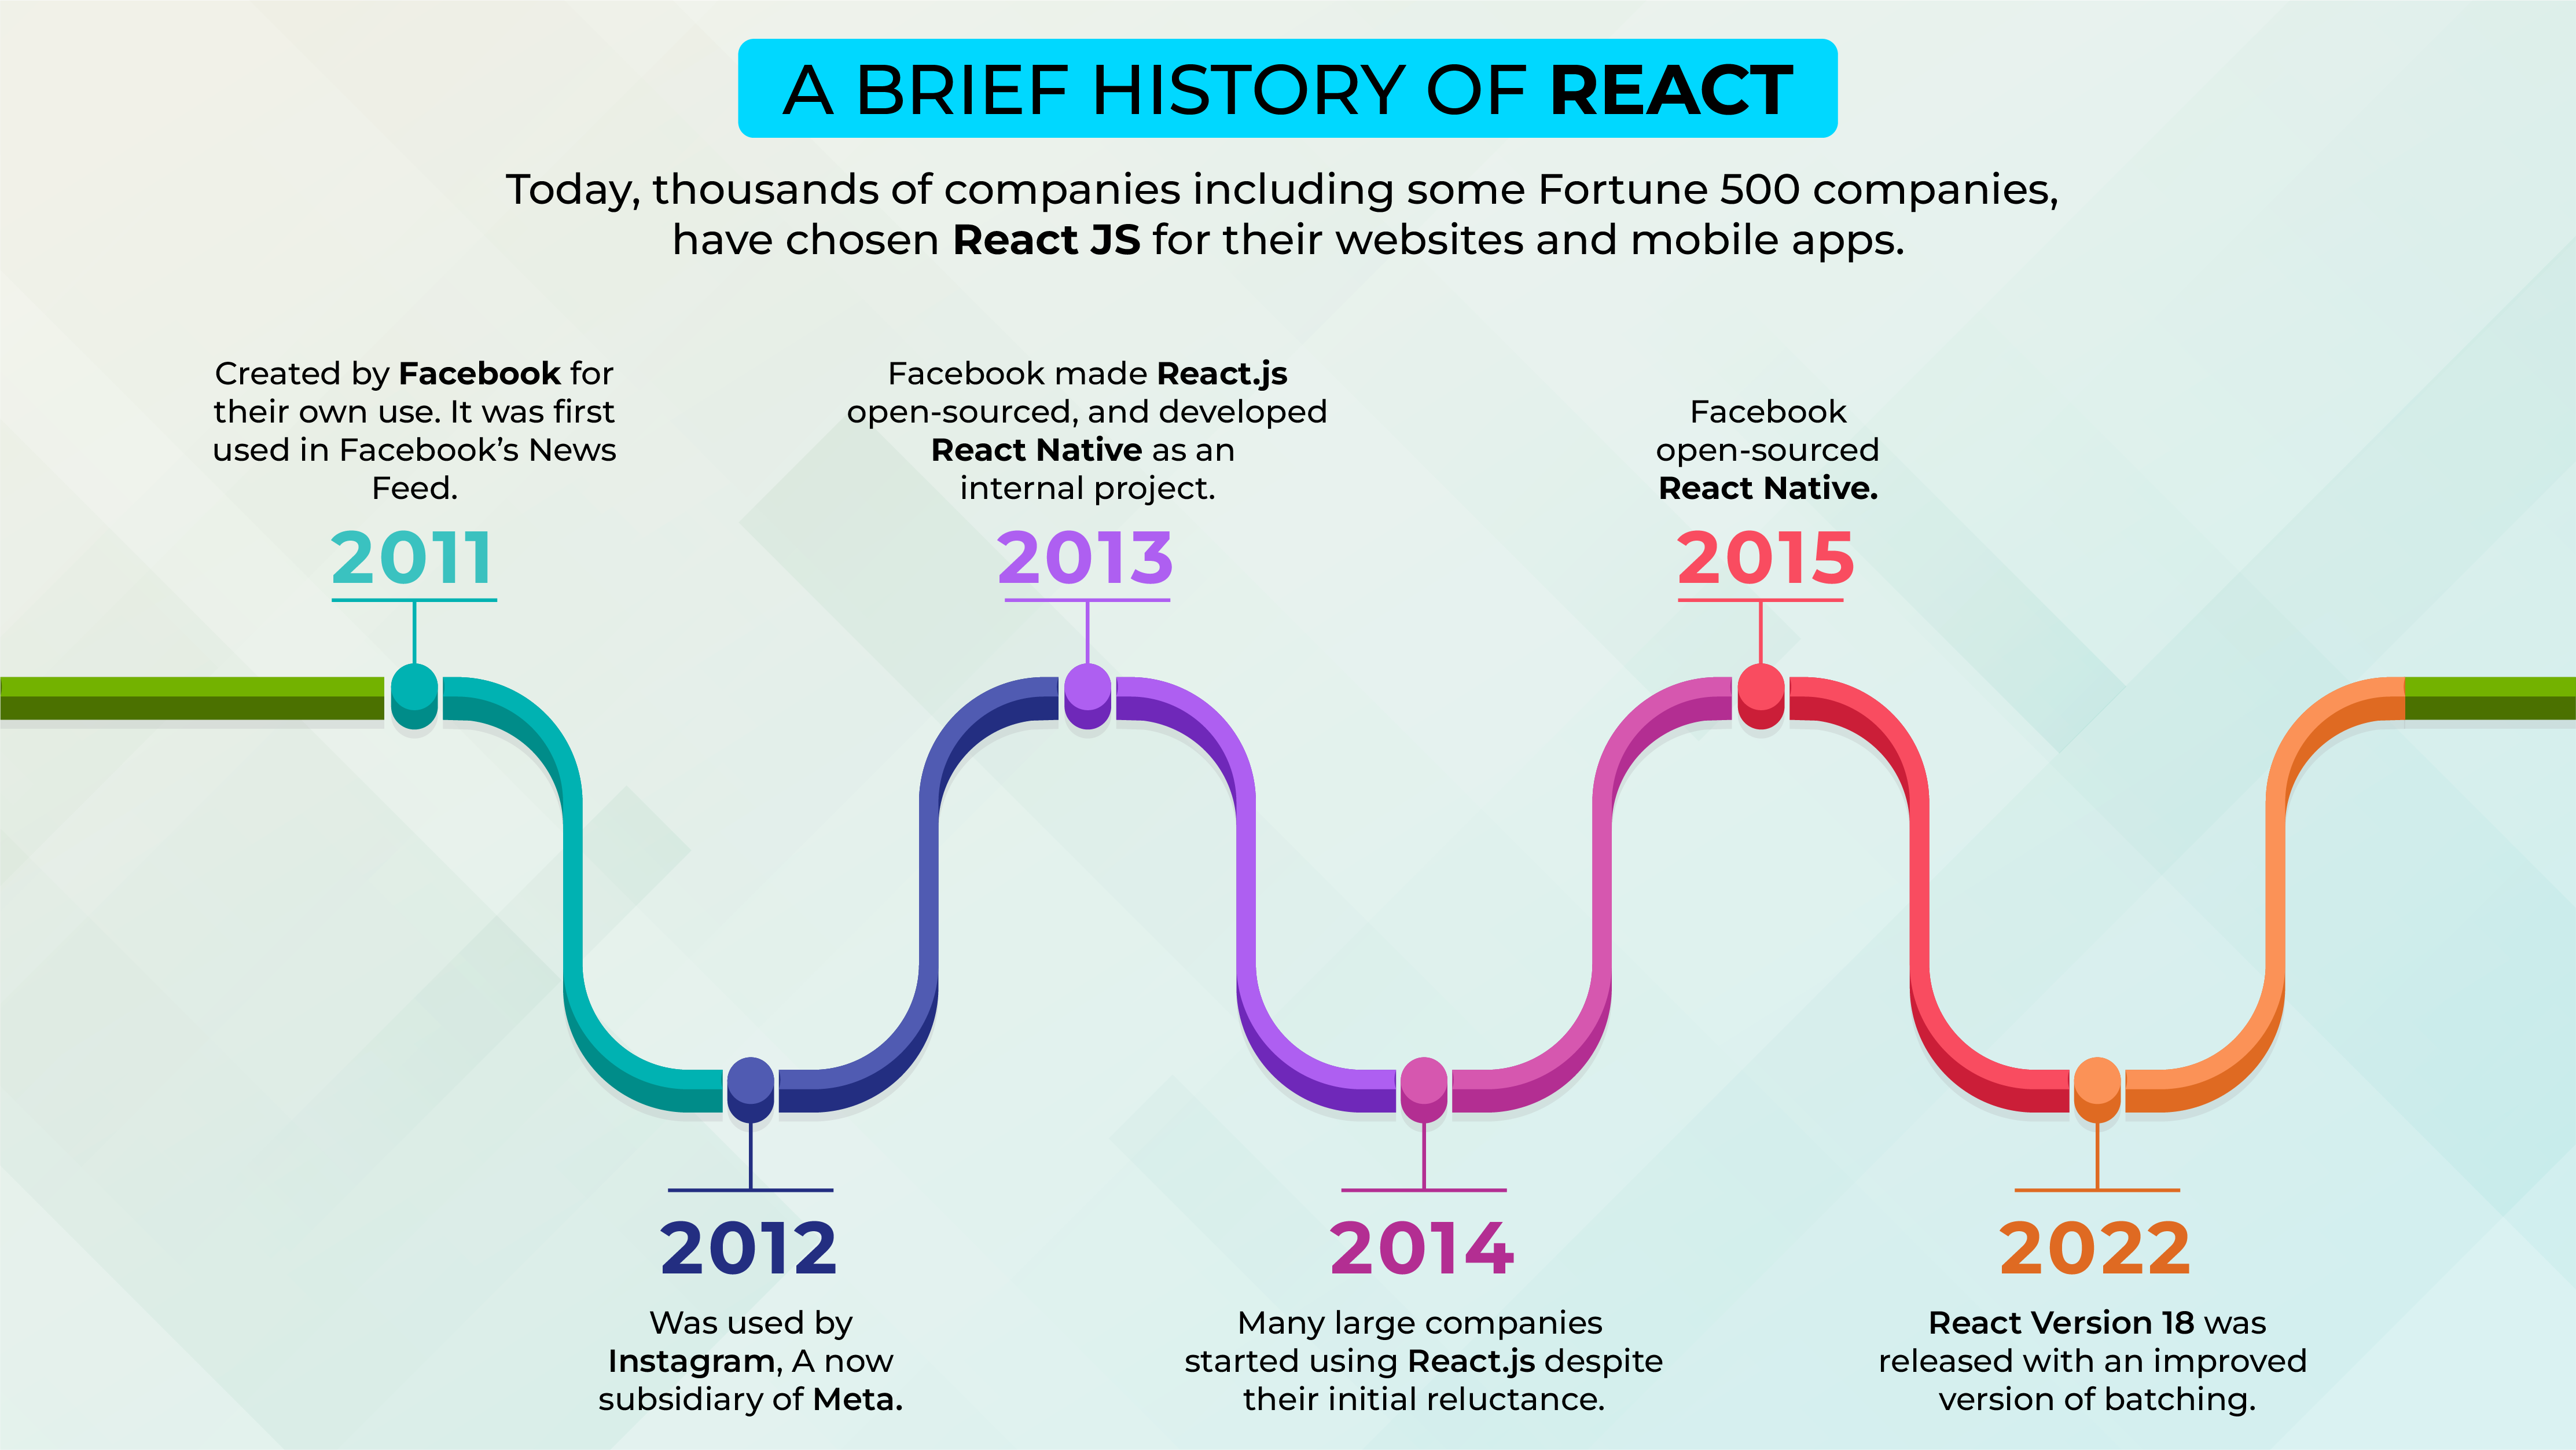 A BRIEF HISTORY OF REACT
Today, thousands of companies including some Fortune 500 companies,
have chosen React JS for their websites and mobile apps.
Created by Facebook for
their own use. It was first
used in Facebook’s News
Feed.
2011
Facebook made React.js
open-sourced, and developed
React Native as an
internal project.
2013
Facebook
open-sourced
React Native.
2015
2012
Was used by
Instagram, A now
subsidiary of Meta.
2014
Many large companies
started using React.js despite
their initial reluctance.
2022
React Version 18 was
released with an improved
version of batching.